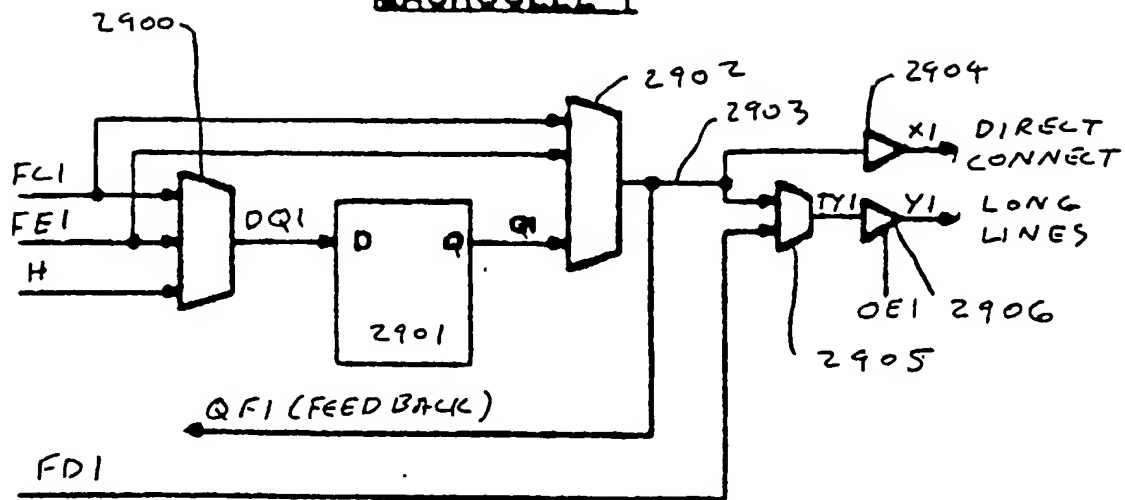 2900
2902
2904
2903
X1 DIRECT
CONNECT
FC1
FE1
H
DQ1
D Q
Q1
TY1
Y1 LONG
LINES
2901
OE1 2906
2905
QF1 (FEEDBACK)
FD1